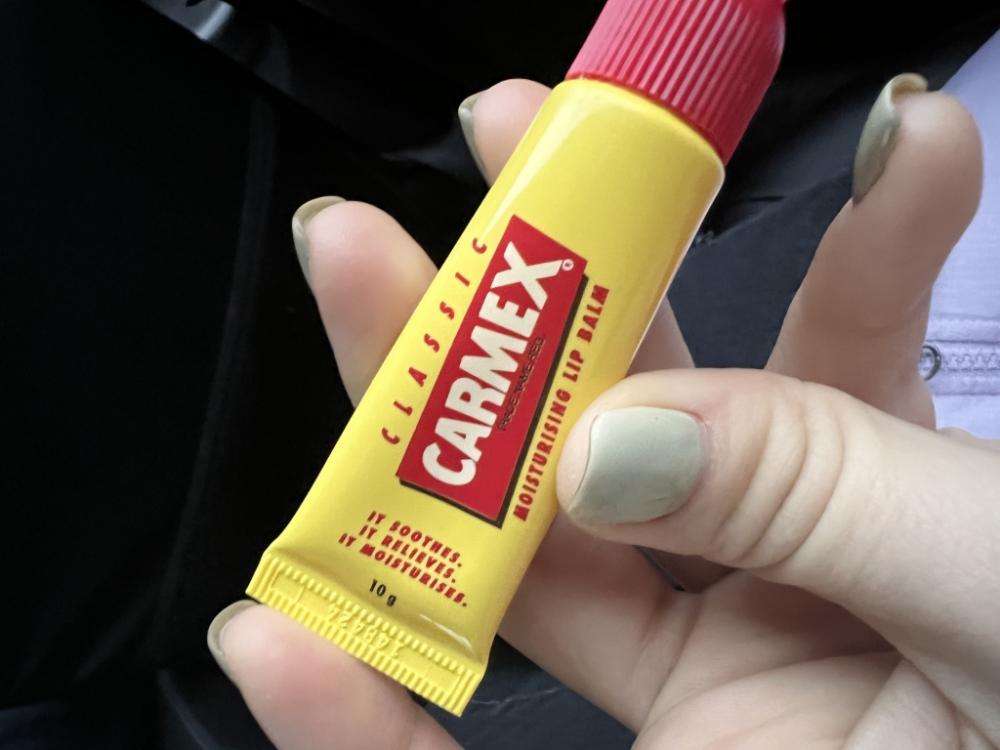 CLASSIC
CARMEX®
MOISTURISING LIP BALM
IT SOOTHES.
IT RELIEVES.
IT MOISTURISES.
10 g